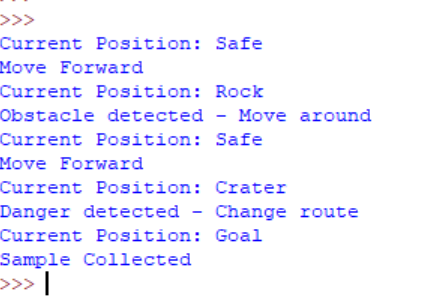 >>>
Current Position: Safe
Move Forward
Current Position: Rock
Obstacle detected - Move around
Current Position: Safe
Move Forward
Current Position: Crater
Danger detected - Change route
Current Position: Goal
Sample Collected
>>>